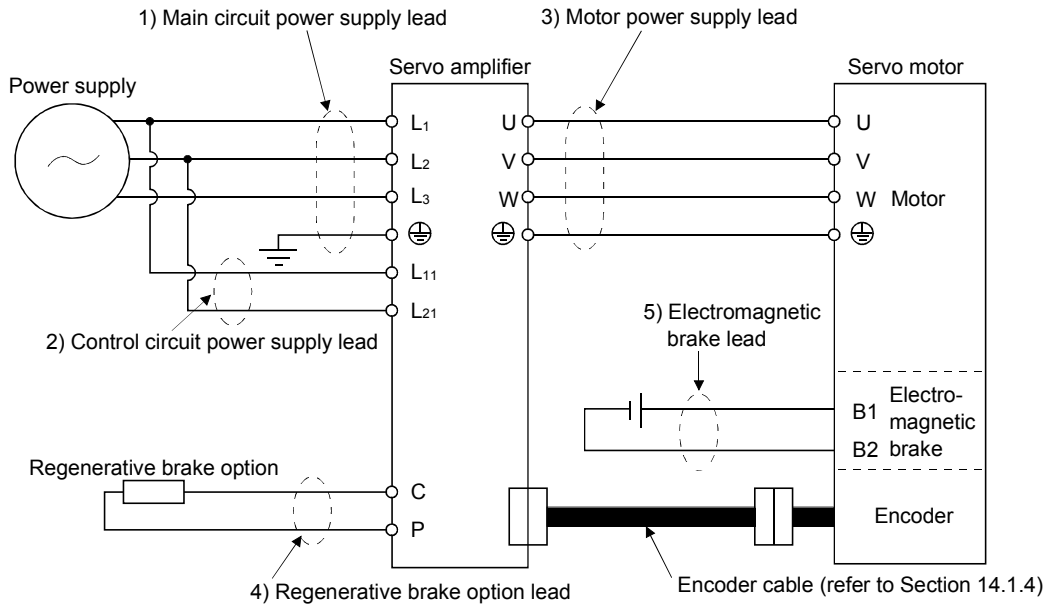 1) Main circuit power supply lead
3) Motor power supply lead
Servo amplifier
Servo motor
Power supply
L1
U
U
L2
V
V
L3
W
W
Motor
L11
L21
2) Control circuit power supply lead
5) Electromagnetic
brake lead
B1
B2
Electro-
magnetic
brake
Regenerative brake option
C
P
Encoder
4) Regenerative brake option lead
Encoder cable (refer to Section 14.1.4)